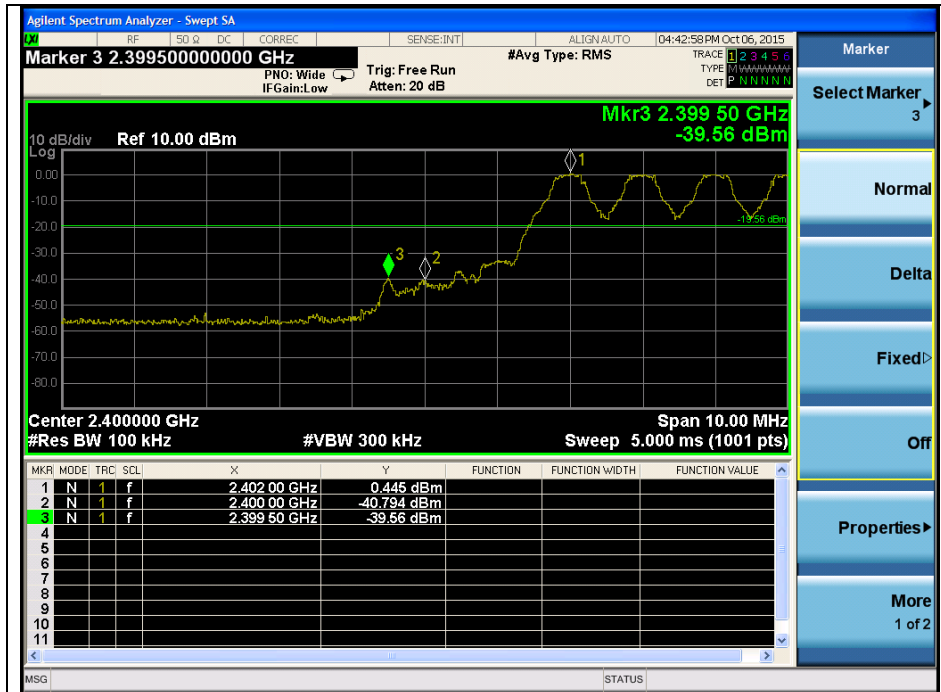 Agilent Spectrum Analyzer - Swept SA
LXI RF 50 Ω DC CORREC SENSE:INT ALIGN AUTO 04:42:58 PM Oct 06, 2015
Marker 3 2.399500000000 GHz
PNO: Wide
IFGain:Low
Trig: Free Run
Atten: 20 dB
#Avg Type: RMS
TRACE 1 2 3 4 5 6
TYPE M
DET P N N N N N
Mkr3 2.399 50 GHz
-39.56 dBm
10 dB/div Ref 10.00 dBm
Log
0.00
-10.0
-20.0
-30.0
-40.0
-50.0
-60.0
-70.0
-80.0
1
2
3
-19.56 dBm
Center 2.400000 GHz Span 10.00 MHz
#Res BW 100 kHz #VBW 300 kHz Sweep 5.000 ms (1001 pts)
MKR MODE TRC SCL X Y FUNCTION FUNCTION WIDTH FUNCTION VALUE
1 N 1 f 2.402 00 GHz 0.445 dBm
2 N 1 f 2.400 00 GHz -40.794 dBm
3 N 1 f 2.399 50 GHz -39.56 dBm
4
5
6
7
8
9
10
11
MSG STATUS
Marker
Select Marker
3
Normal
Delta
Fixed
Off
Properties
More
1 of 2